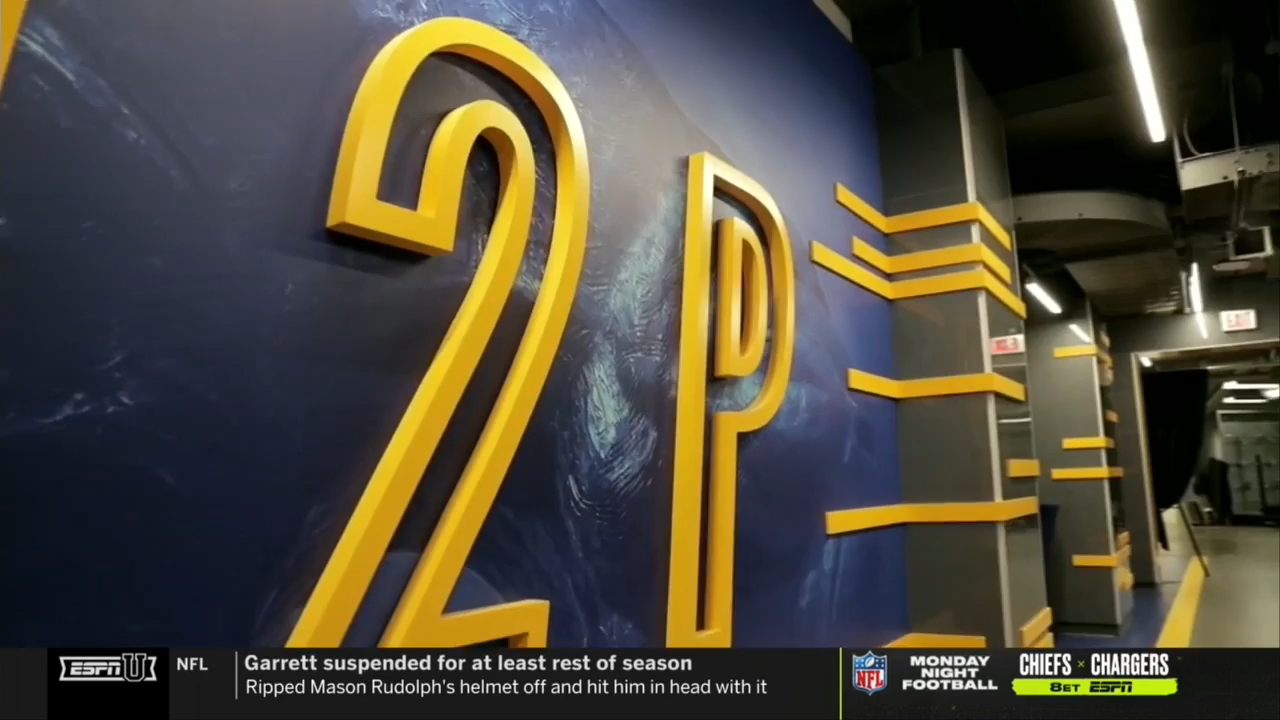 2P
EXIT
ESPNU
NFL
Garrett suspended for at least rest of season
Ripped Mason Rudolph's helmet off and hit him in head with it
NFL
MONDAY
NIGHT
FOOTBALL
CHIEFS × CHARGERS
8ET ESPN